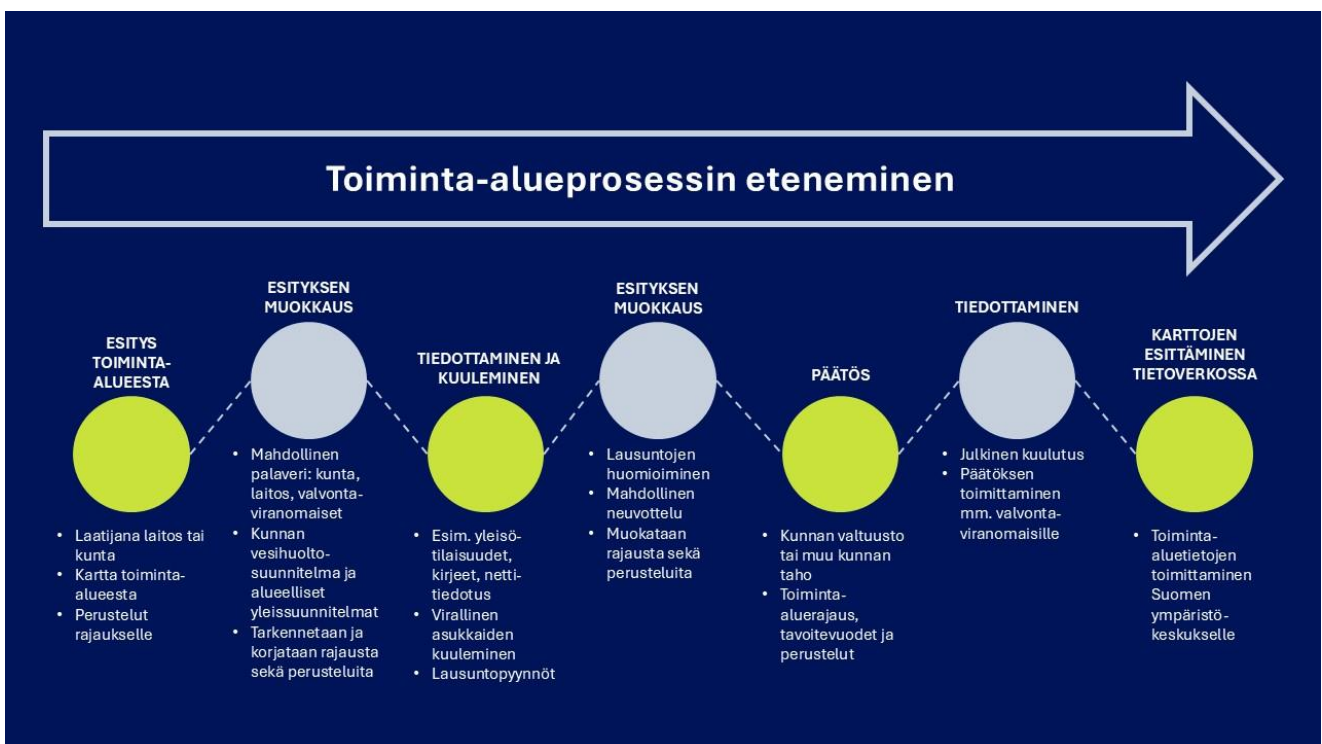 Toiminta-alueprosessin eteneminen
ESITYS
TOIMINTA-
ALUEESTA
• Laatijana laitos tai
kunta
• Kartta toiminta-
alueesta
• Perustelut
rajaukselle
ESITYKSEN
MUOKKAUS
• Mahdollinen
palaveri: kunta,
laitos, valvonta-
viranomaiset
• Kunnan
vesihuolto-
suunnitelma ja
alueelliset
yleissuunnitelmat
• Tarkennetaan ja
korjataan rajausta
sekä perusteluita
TIEDOTTAMINEN JA
KUULEMINEN
• Esim. yleisö-
tilaisuudet,
kirjeet, netti-
tiedotus
• Virallinen
asukkaiden
kuuleminen
• Lausuntopyynnöt
ESITYKSEN
MUOKKAUS
• Lausuntojen
huomioiminen
• Mahdollinen
neuvottelu
• Muokataan
rajausta sekä
perusteluita
PÄÄTÖS
• Kunnan valtuusto
tai muu kunnan
taho
• Toiminta-
aluerajaus,
tavoitevuodet ja
perustelut
TIEDOTTAMINEN
• Julkinen kuulutus
• Päätöksen
toimittaminen
mm. valvonta-
viranomaisille
KARTTOJEN
ESITTÄMINEN
TIETOVERKOSSA
• Toiminta-
aluetietojen
toimittaminen
Suomen
ympäristö-
keskukselle